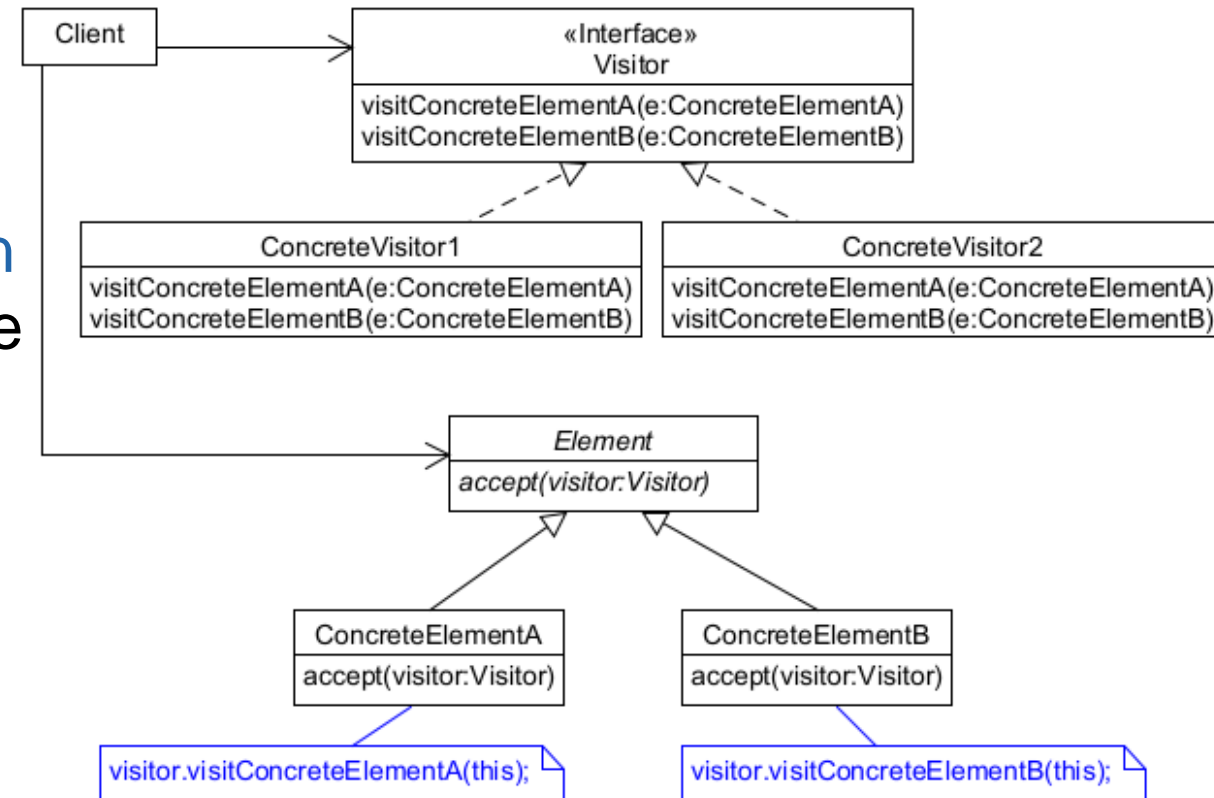 Client
«Interface»
Visitor
visitConcreteElementA(e:ConcreteElementA)
visitConcreteElementB(e:ConcreteElementB)
n
e
ConcreteVisitor1
visitConcreteElementA(e:ConcreteElementA)
visitConcreteElementB(e:ConcreteElementB)
ConcreteVisitor2
visitConcreteElementA(e:ConcreteElementA)
visitConcreteElementB(e:ConcreteElementB)
Element
accept(visitor:Visitor)
ConcreteElementA
accept(visitor:Visitor)
ConcreteElementB
accept(visitor:Visitor)
visitor.visitConcreteElementA(this);
visitor.visitConcreteElementB(this);